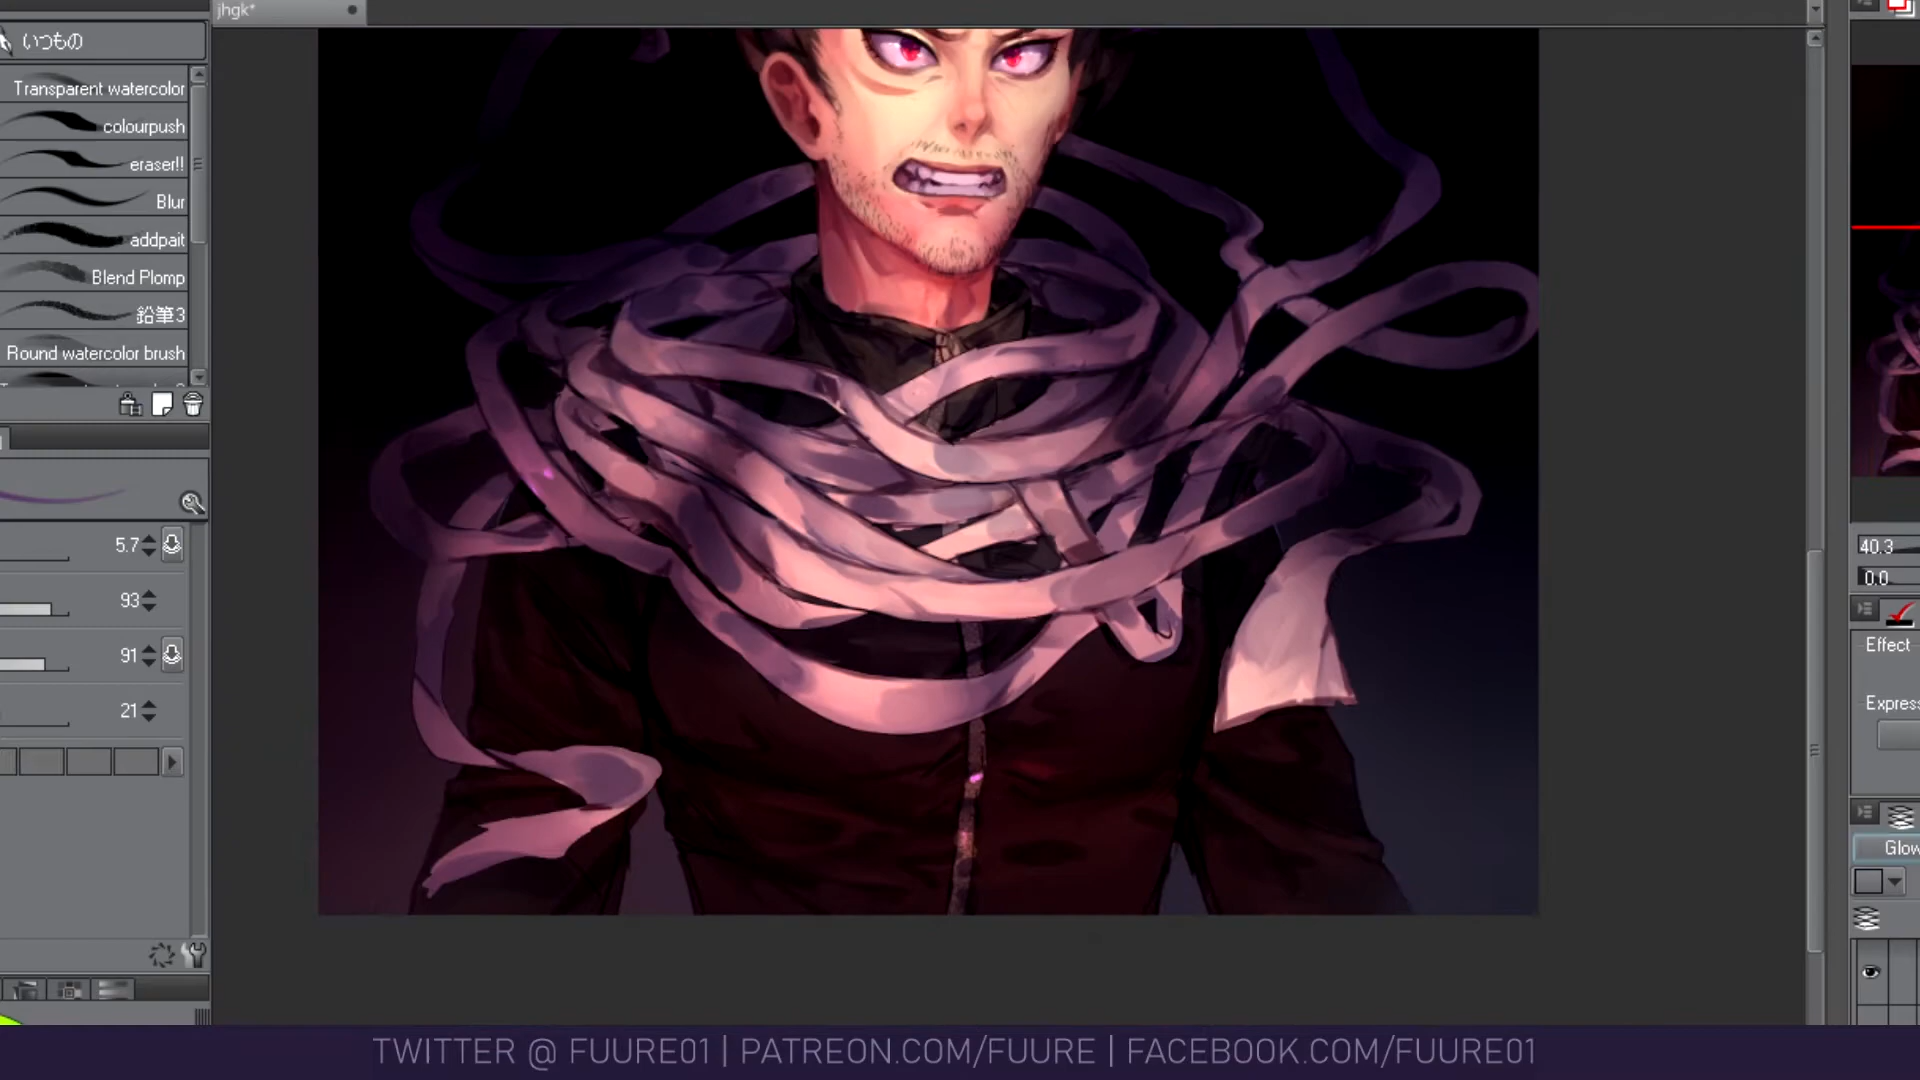 jhgk*
いつもの
Transparent watercolor
colourpush
eraser!!
Blur
addpait
Blend Plomp
鉛筆3
Round watercolor brush
5.7
93
91
21
40.3
0.0
Effect
Glow
TWITTER @ FUURE01 | PATREON.COM/FUURE | FACEBOOK.COM/FUURE01